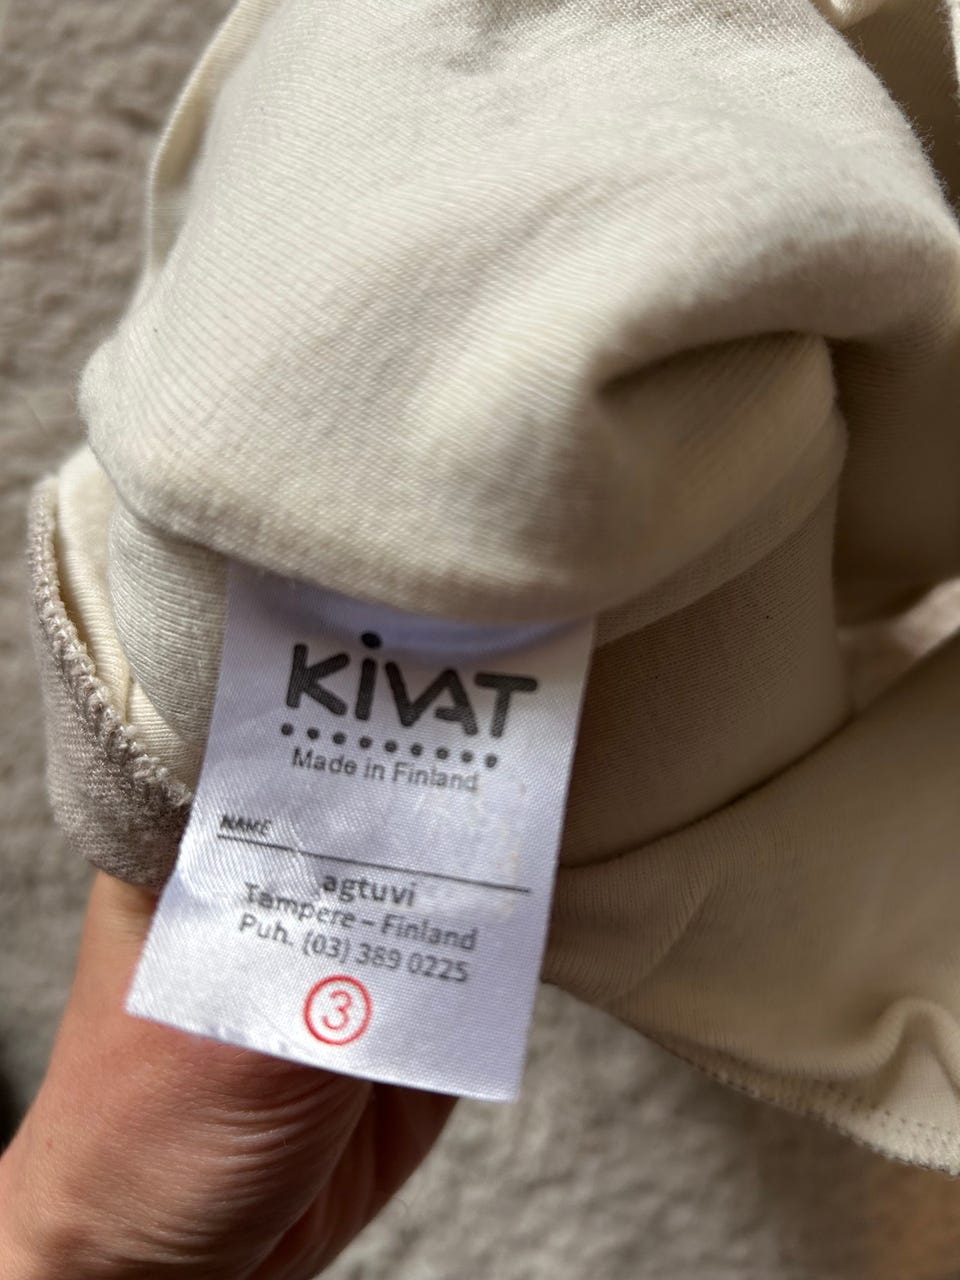 KiVAT
Made in Finland
NAME
agtuvi
Tampere – Finland
Puh. (03) 389 0225
3